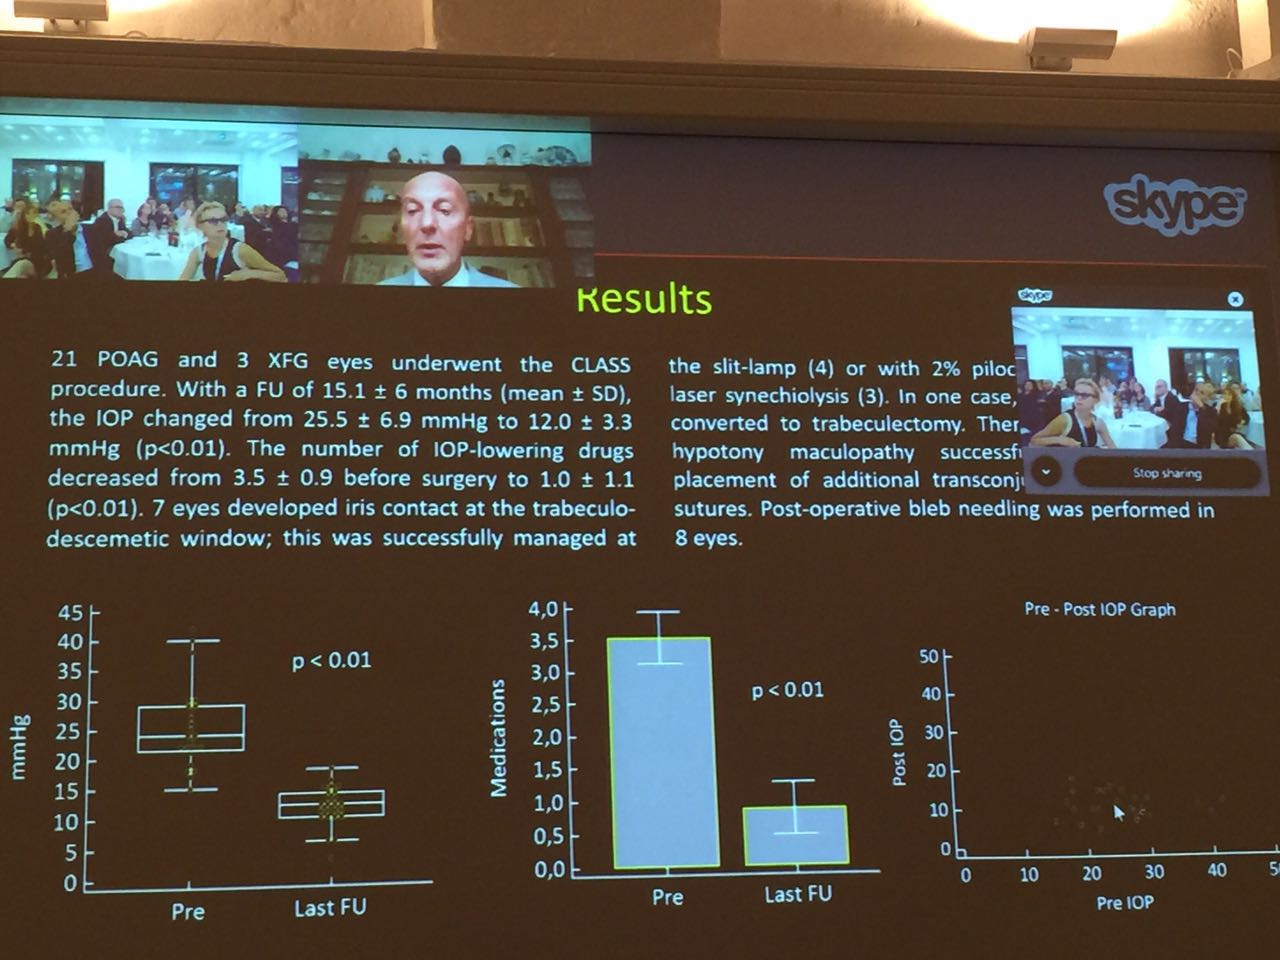 skype
Results
skype
21 POAG and 3 XFG eyes underwent the CLASS
procedure. With a FU of 15.1 ± 6 months (mean ± SD),
the IOP changed from 25.5 ± 6.9 mmHg to 12.0 ± 3.3
mmHg (p<0.01). The number of IOP-lowering drugs
decreased from 3.5 ± 0.9 before surgery to 1.0 ± 1.1
(p<0.01). 7 eyes developed iris contact at the trabeculo-
descemetic window; this was successfully managed at
the slit-lamp (4) or with 2% piloc
laser synechiolysis (3). In one case,
converted to trabeculectomy. Ther
hypotony maculopathy successf
placement of additional transconj
sutures. Post-operative bleb needling was performed in
8 eyes.
Stop sharing
45
40
35
30
25
20
15
10
5
0
mmHg
p < 0.01
Pre
Last FU
4,0
3,5
3,0
2,5
2,0
1,5
1,0
0,5
0,0
Medications
p < 0.01
Pre
Last FU
Pre - Post IOP Graph
50
40
30
20
10
0
Post IOP
0 10 20 30 40 5
Pre IOP